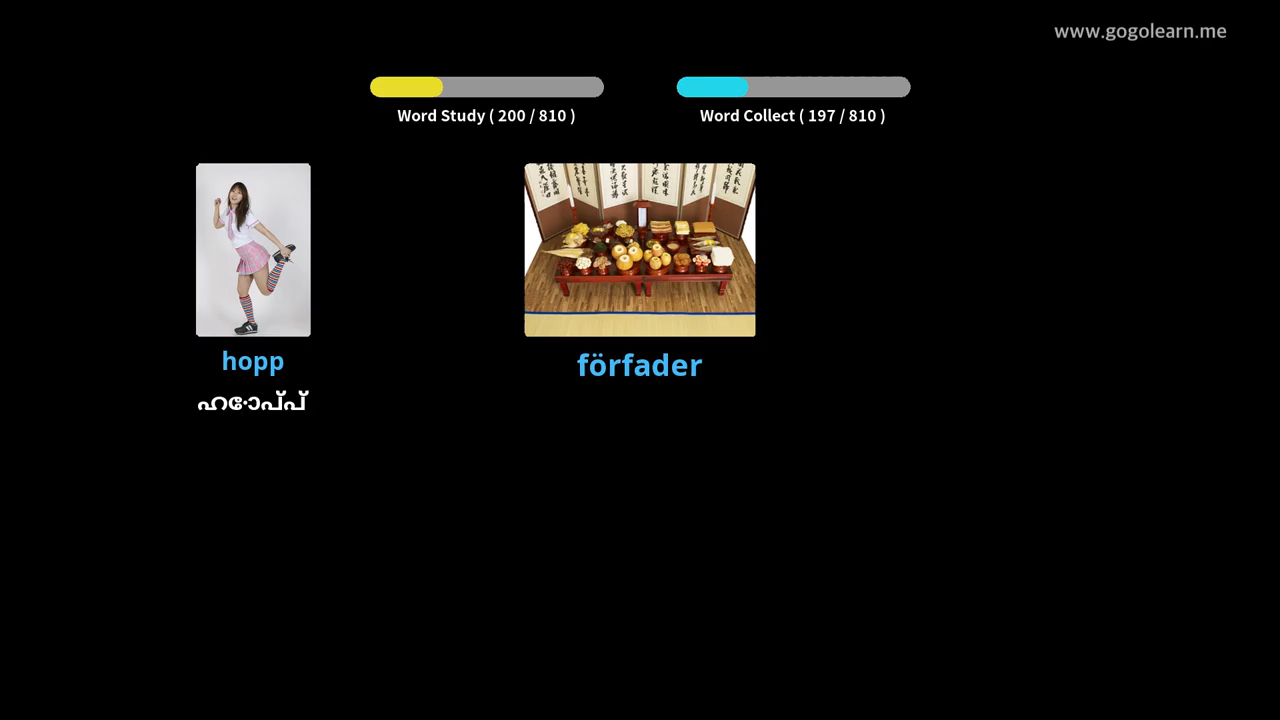 www.gogolearn.me
Word Study ( 200 / 810 )
Word Collect ( 197 / 810 )
hopp
förfader
ഹോപ്പ്